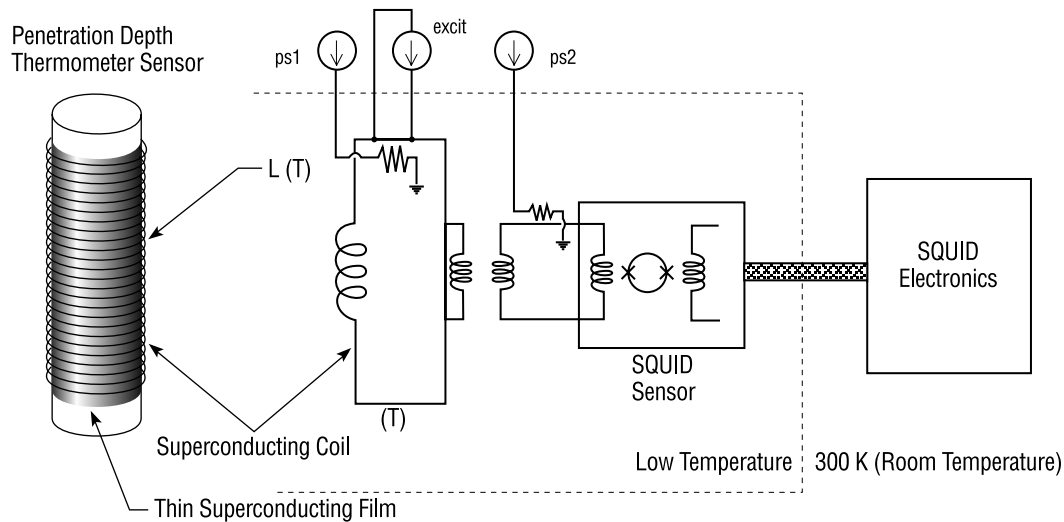 Penetration Depth
Thermometer Sensor
ps1
excit
ps2
L (T)
SQUID
Electronics
SQUID
Sensor
(T)
Superconducting Coil
Low Temperature
300 K (Room Temperature)
Thin Superconducting Film